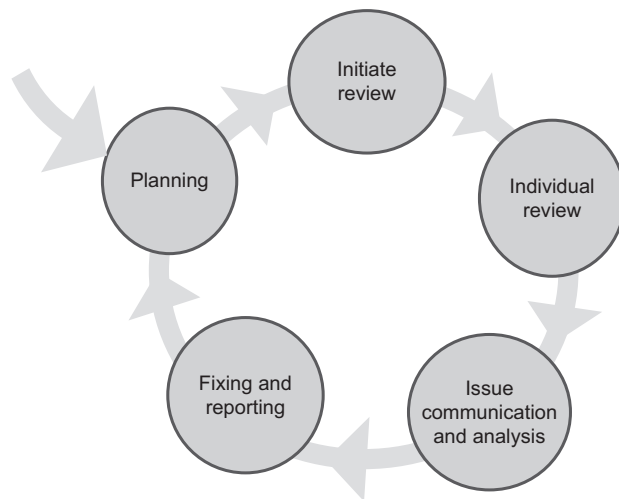 Initiate
review
Planning
Individual
review
Fixing and
reporting
Issue
communication
and analysis